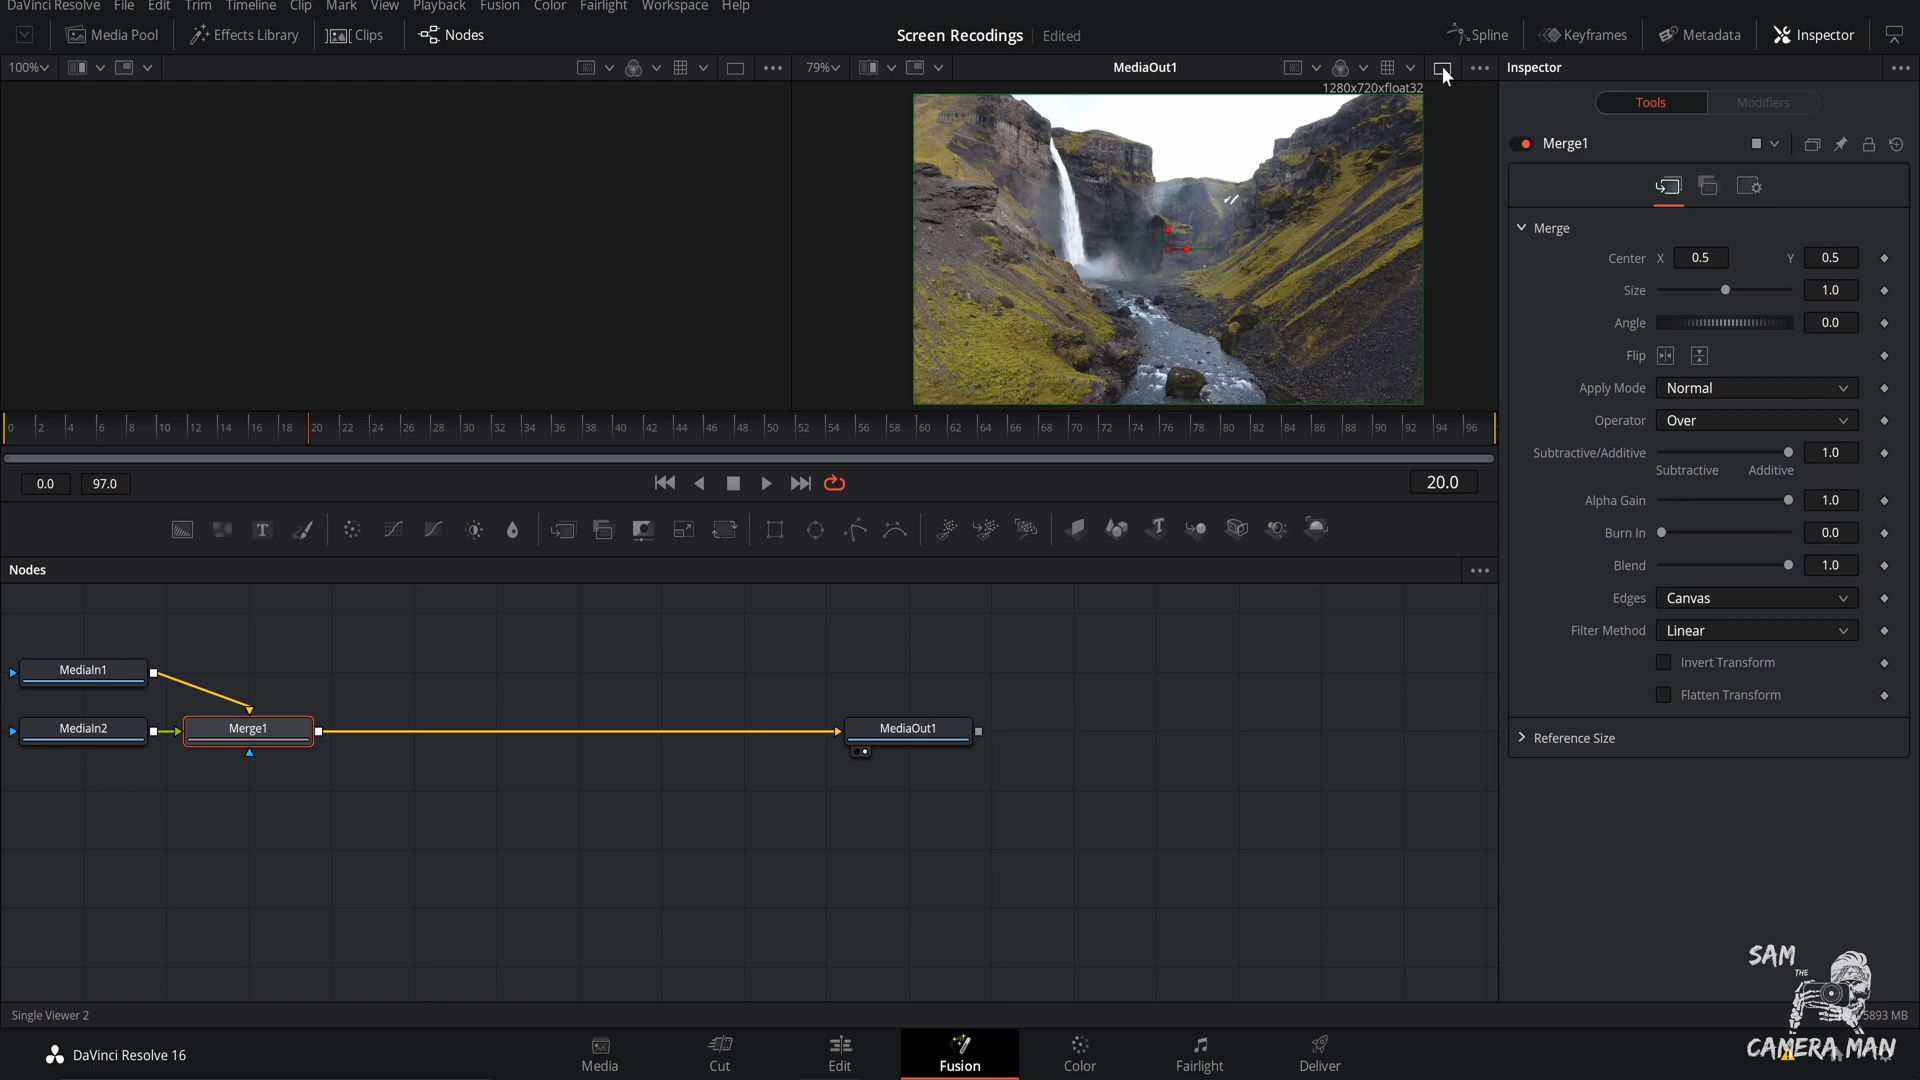 DaVinci Resolve File Edit Trim Timeline Clip Mark View Playback Fusion Color Fairlight Workspace Help
Media Pool Effects Library Clips Nodes Screen Recodings Edited Spline Keyframes Metadata Inspector
100% 79% MediaOut1 Inspector
1280x720xfloat32
Tools Modifiers
Merge1
Merge
Center X 0.5 Y 0.5
Size 1.0
Angle 0.0
Flip
Apply Mode Normal
Operator Over
Subtractive/Additive 1.0
Subtractive Additive
Alpha Gain 1.0
Burn In 0.0
Blend 1.0
Edges Canvas
Filter Method Linear
Invert Transform
Flatten Transform
Reference Size
0 2 4 6 8 10 12 14 16 18 20 22 24 26 28 30 32 34 36 38 40 42 44 46 48 50 52 54 56 58 60 62 64 66 68 70 72 74 76 78 80 82 84 86 88 90 92 94 96
0.0 97.0 20.0
T T
Nodes
MediaIn1
MediaIn2 Merge1 MediaOut1
SAM
THE
CAMERA MAN
Single Viewer 2 5893 MB
DaVinci Resolve 16
Media Cut Edit Fusion Color Fairlight Deliver